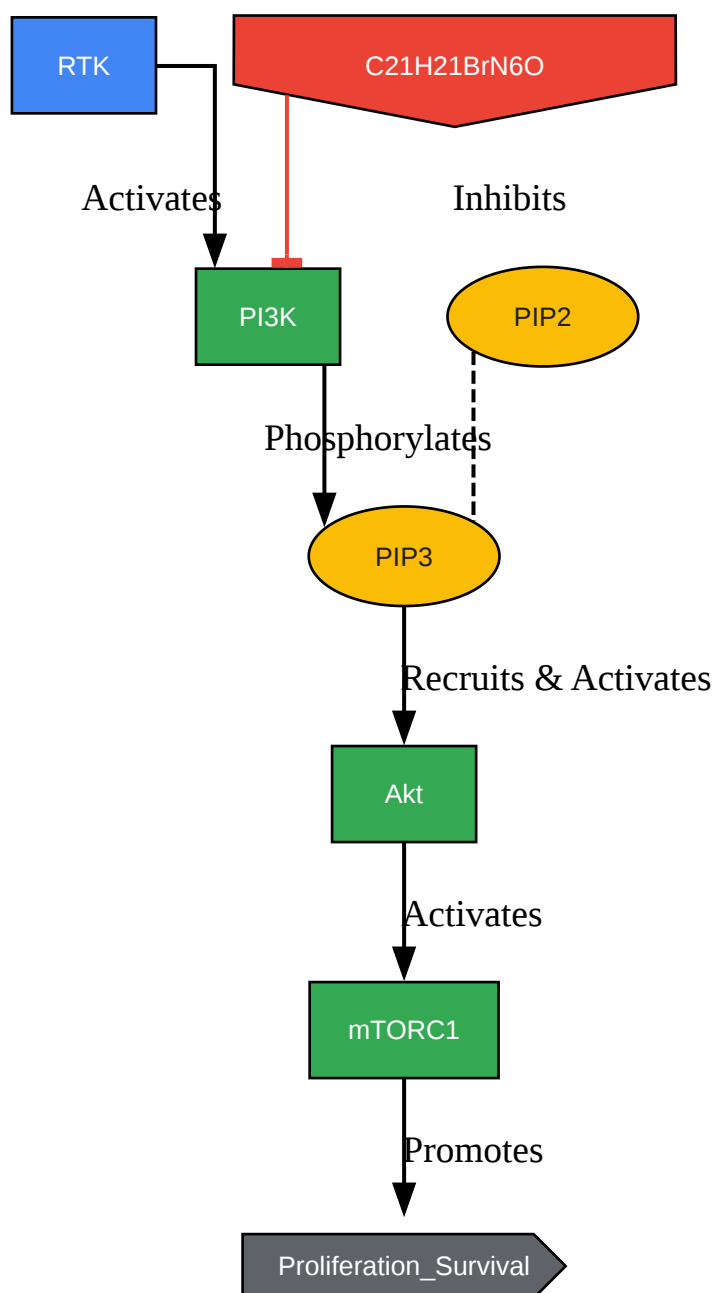 RTK
C21H21BrN6O
Activates
Inhibits
PI3K
PIP2
Phosphorylates
PIP3
Recruits & Activates
Akt
Activates
mTORC1
Promotes
Proliferation_Survival